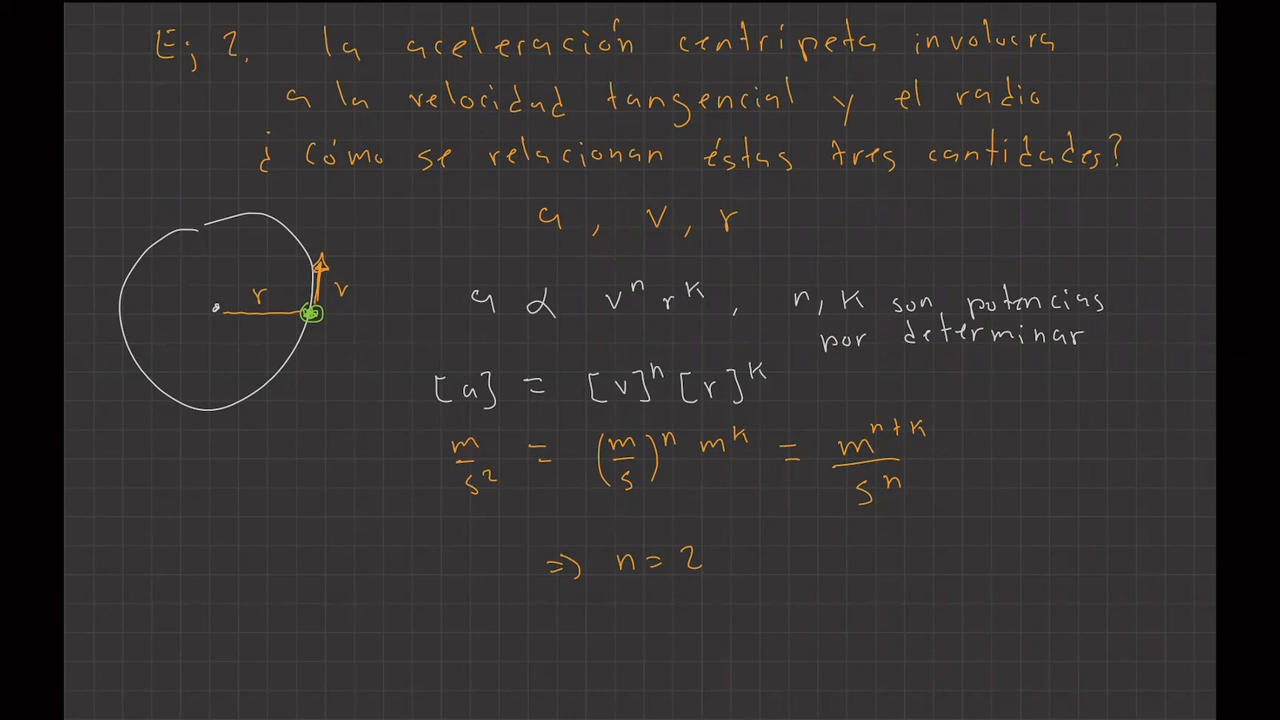 Ej 2. la aceleración centrípeta involucra
a la velocidad tangencial y el radio
¿ cómo se relacionan éstas tres cantidades?
a , v , r
r v
a ∝ v^n r^k , n, k son potencias
por determinar
[a] = [v]^n [r]^k
m/s^2 = (m/s)^n m^k = m^{n+k}/s^n
=> n = 2